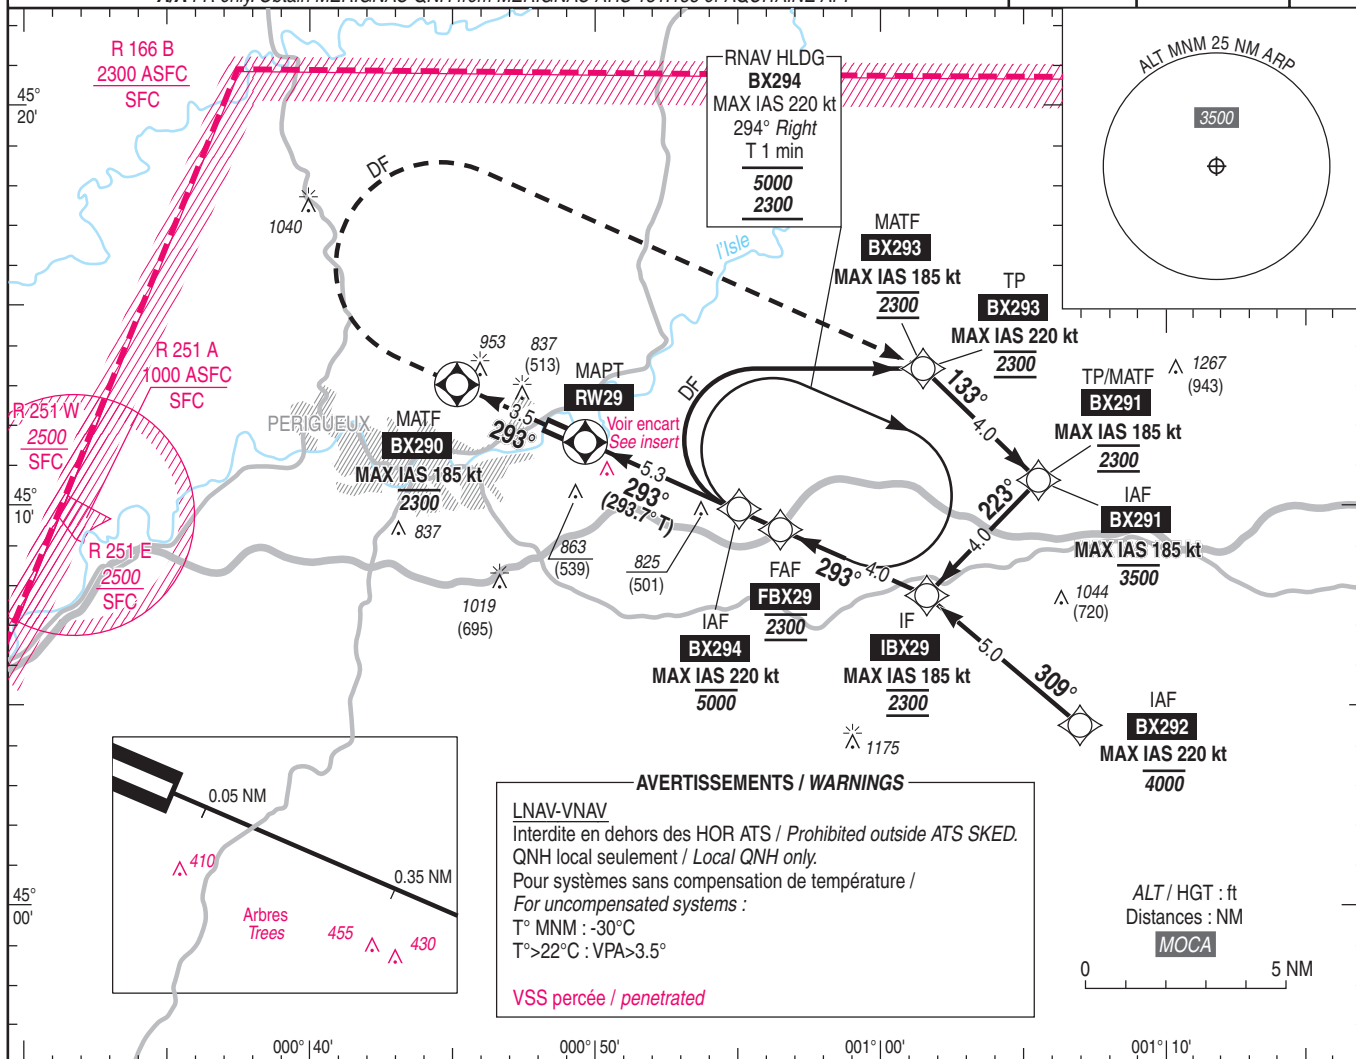 R 166 B
2300 ASFC
SFC
45°
20'
RNAV HLDG
BX294
MAX IAS 220 kt
294° Right
T 1 min
5000
2300
ALT MNM 25 NM ARP
3500
DF
1040
l'Isle
MATF
BX293
MAX IAS 185 kt
2300
TP
BX293
MAX IAS 220 kt
2300
R 251 A
1000 ASFC
SFC
953
837
(513)
MAPT
RW29
DF
133°
4.0
1267
(943)
TP/MATF
BX291
MAX IAS 185 kt
2300
R 251 W
2500
SFC
PERIGUEUX
MATF
BX290
MAX IAS 185 kt
2300
3.5
293°
Voir encart
See insert
5.3
293°
(293.7° T)
223°
4.0
IAF
BX291
MAX IAS 185 kt
3500
45°
10'
837
R 251 E
2500
SFC
863
(539)
825
(501)
1019
(695)
FAF
FBX29
2300
293°
4.0
1044
(720)
IAF
BX294
MAX IAS 220 kt
5000
IF
IBX29
MAX IAS 185 kt
2300
5.0
309°
IAF
BX292
MAX IAS 220 kt
4000
1175
0.05 NM
410
0.35 NM
Arbres
Trees
455
430
45°
00'
AVERTISSEMENTS / WARNINGS
LNAV-VNAV
Interdite en dehors des HOR ATS / Prohibited outside ATS SKED.
QNH local seulement / Local QNH only.
Pour systèmes sans compensation de température /
For uncompensated systems :
T° MNM : -30°C
T°>22°C : VPA>3.5°
VSS percée / penetrated
ALT / HGT : ft
Distances : NM
MOCA
0
5 NM
000° 40'
000° 50'
001° 00'
001° 10'